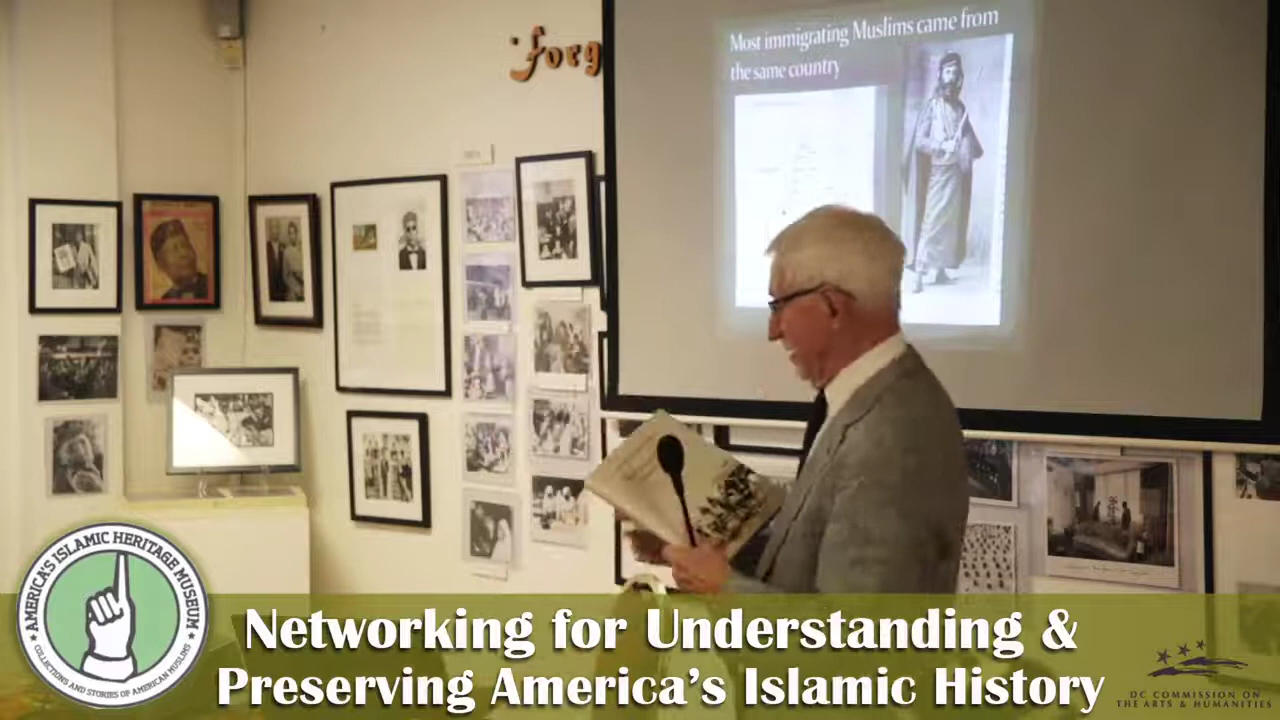 Forg
Most immigrating Muslims came from
the same country
AMERICA'S ISLAMIC HERITAGE MUSEUM
COLLECTIONS AND STORIES OF AMERICAN MUSLIMS
Networking for Understanding &
Preserving America's Islamic History
DC COMMISSION ON
THE ARTS & HUMANITIES